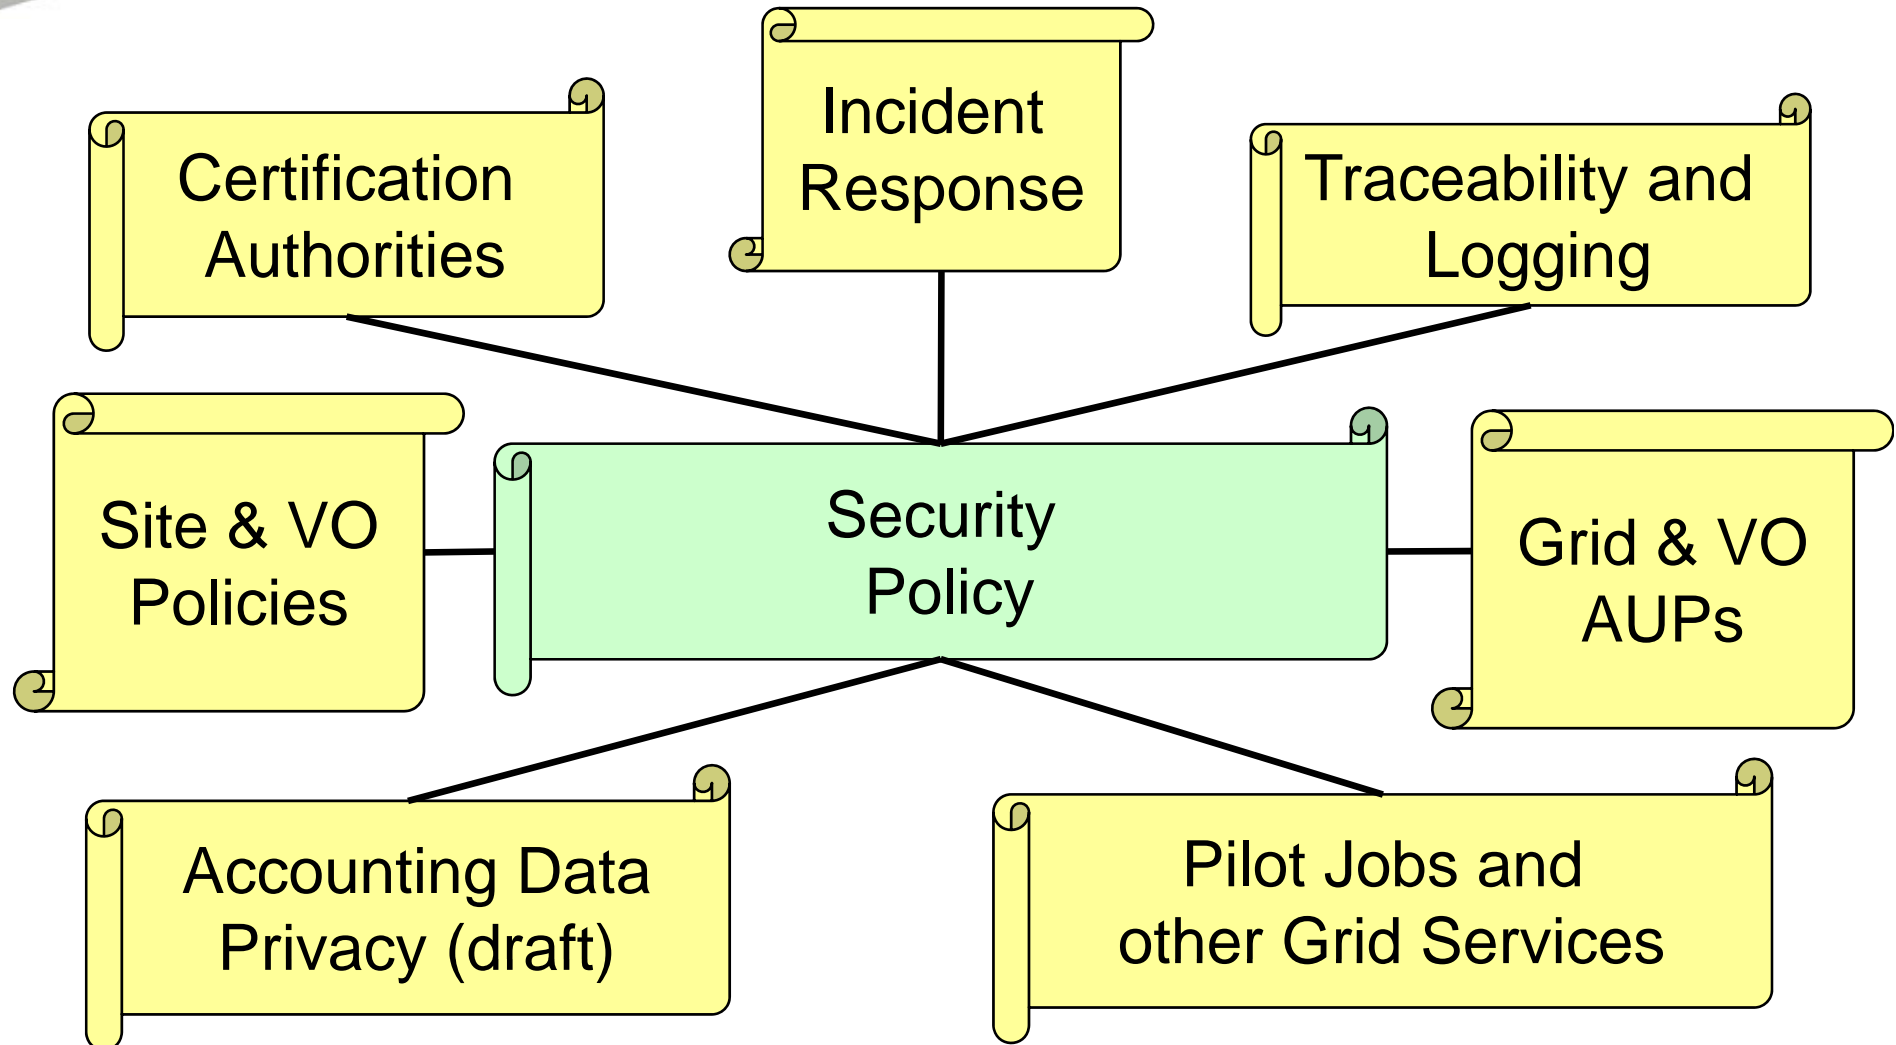 Incident
Response
Certification
Authorities
Traceability and
Logging
Site & VO
Policies
Security
Policy
Grid & VO
AUPs
Accounting Data
Privacy (draft)
Pilot Jobs and
other Grid Services